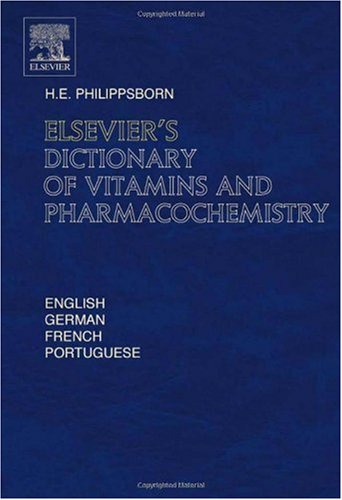 ELSEVIER
H.E. PHILIPPSBORN
ELSEVIER'S
DICTIONARY
OF VITAMINS AND
PHARMACOCHEMISTRY
ENGLISH
GERMAN
FRENCH
PORTUGUESE